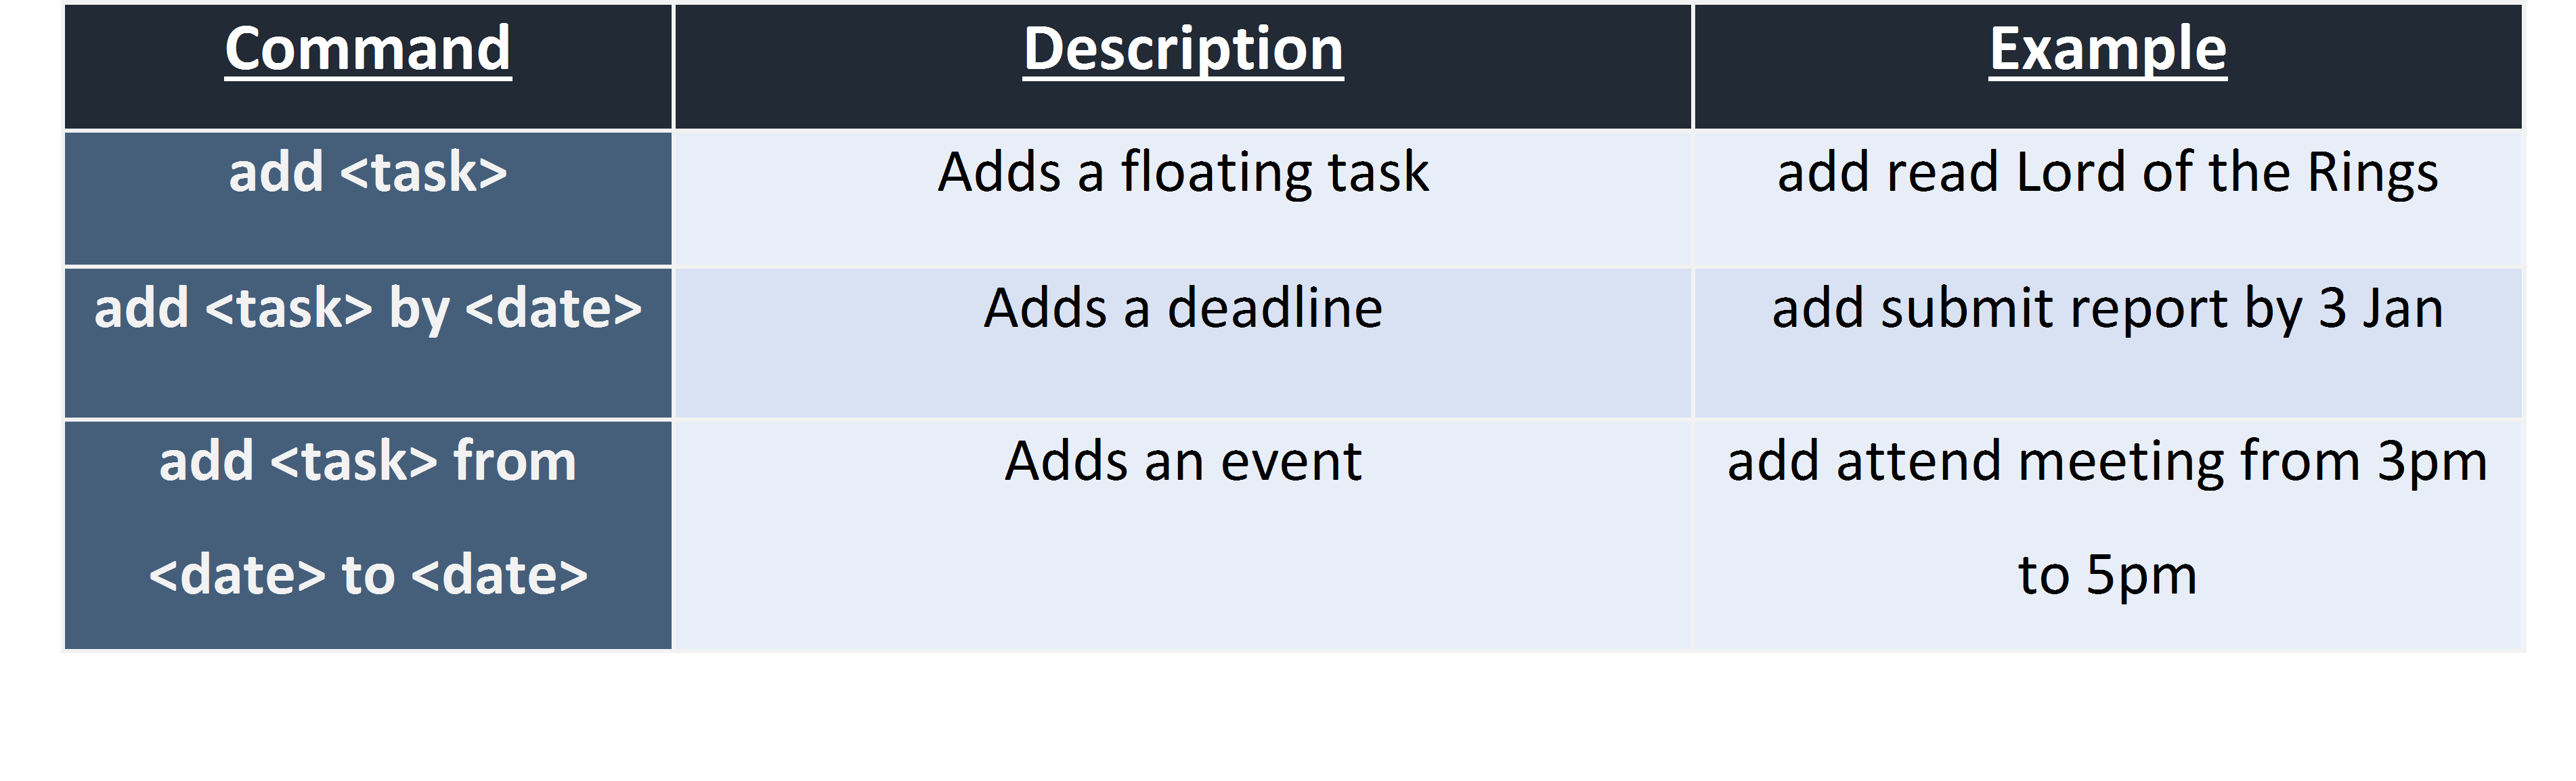 Command Description Example
add <task> Adds a floating task add read Lord of the Rings
add <task> by <date> Adds a deadline add submit report by 3 Jan
add <task> from Adds an event add attend meeting from 3pm
<date> to <date> to 5pm